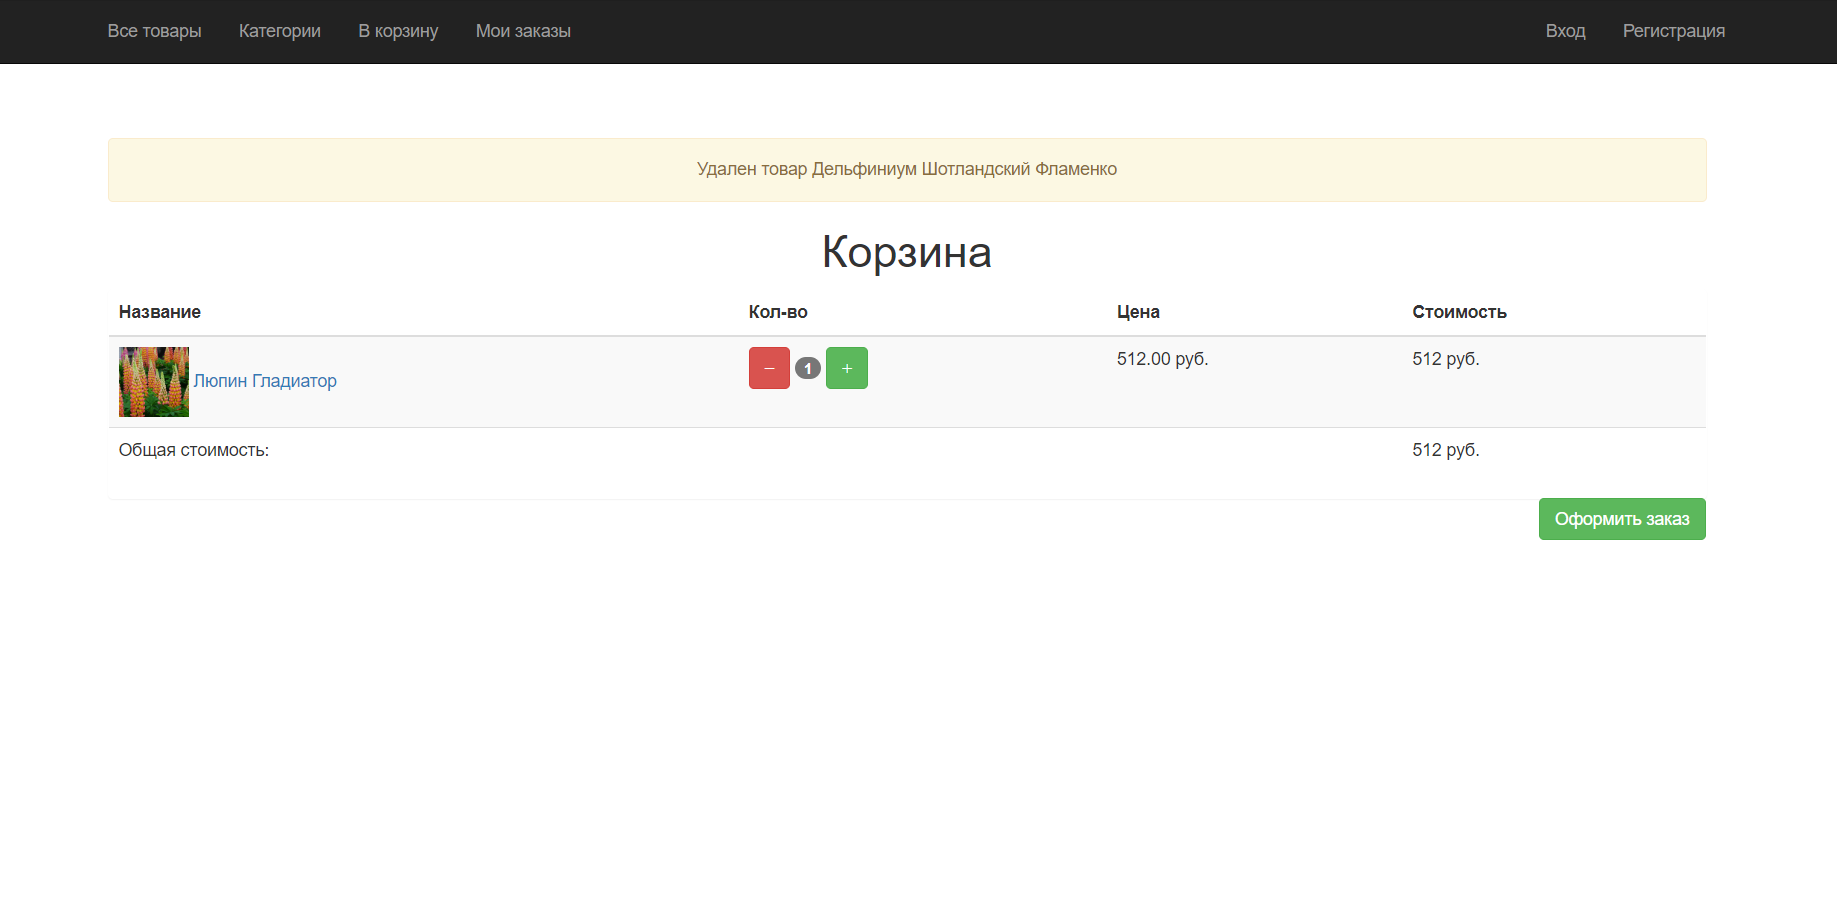 Все товары Категории В корзину Мои заказы Вход Регистрация
Удален товар Дельфиниум Шотландский Фламенко
Корзина
Название Кол-во Цена Стоимость
Люпин Гладиатор − 1 + 512.00 руб. 512 руб.
Общая стоимость: 512 руб.
Оформить заказ